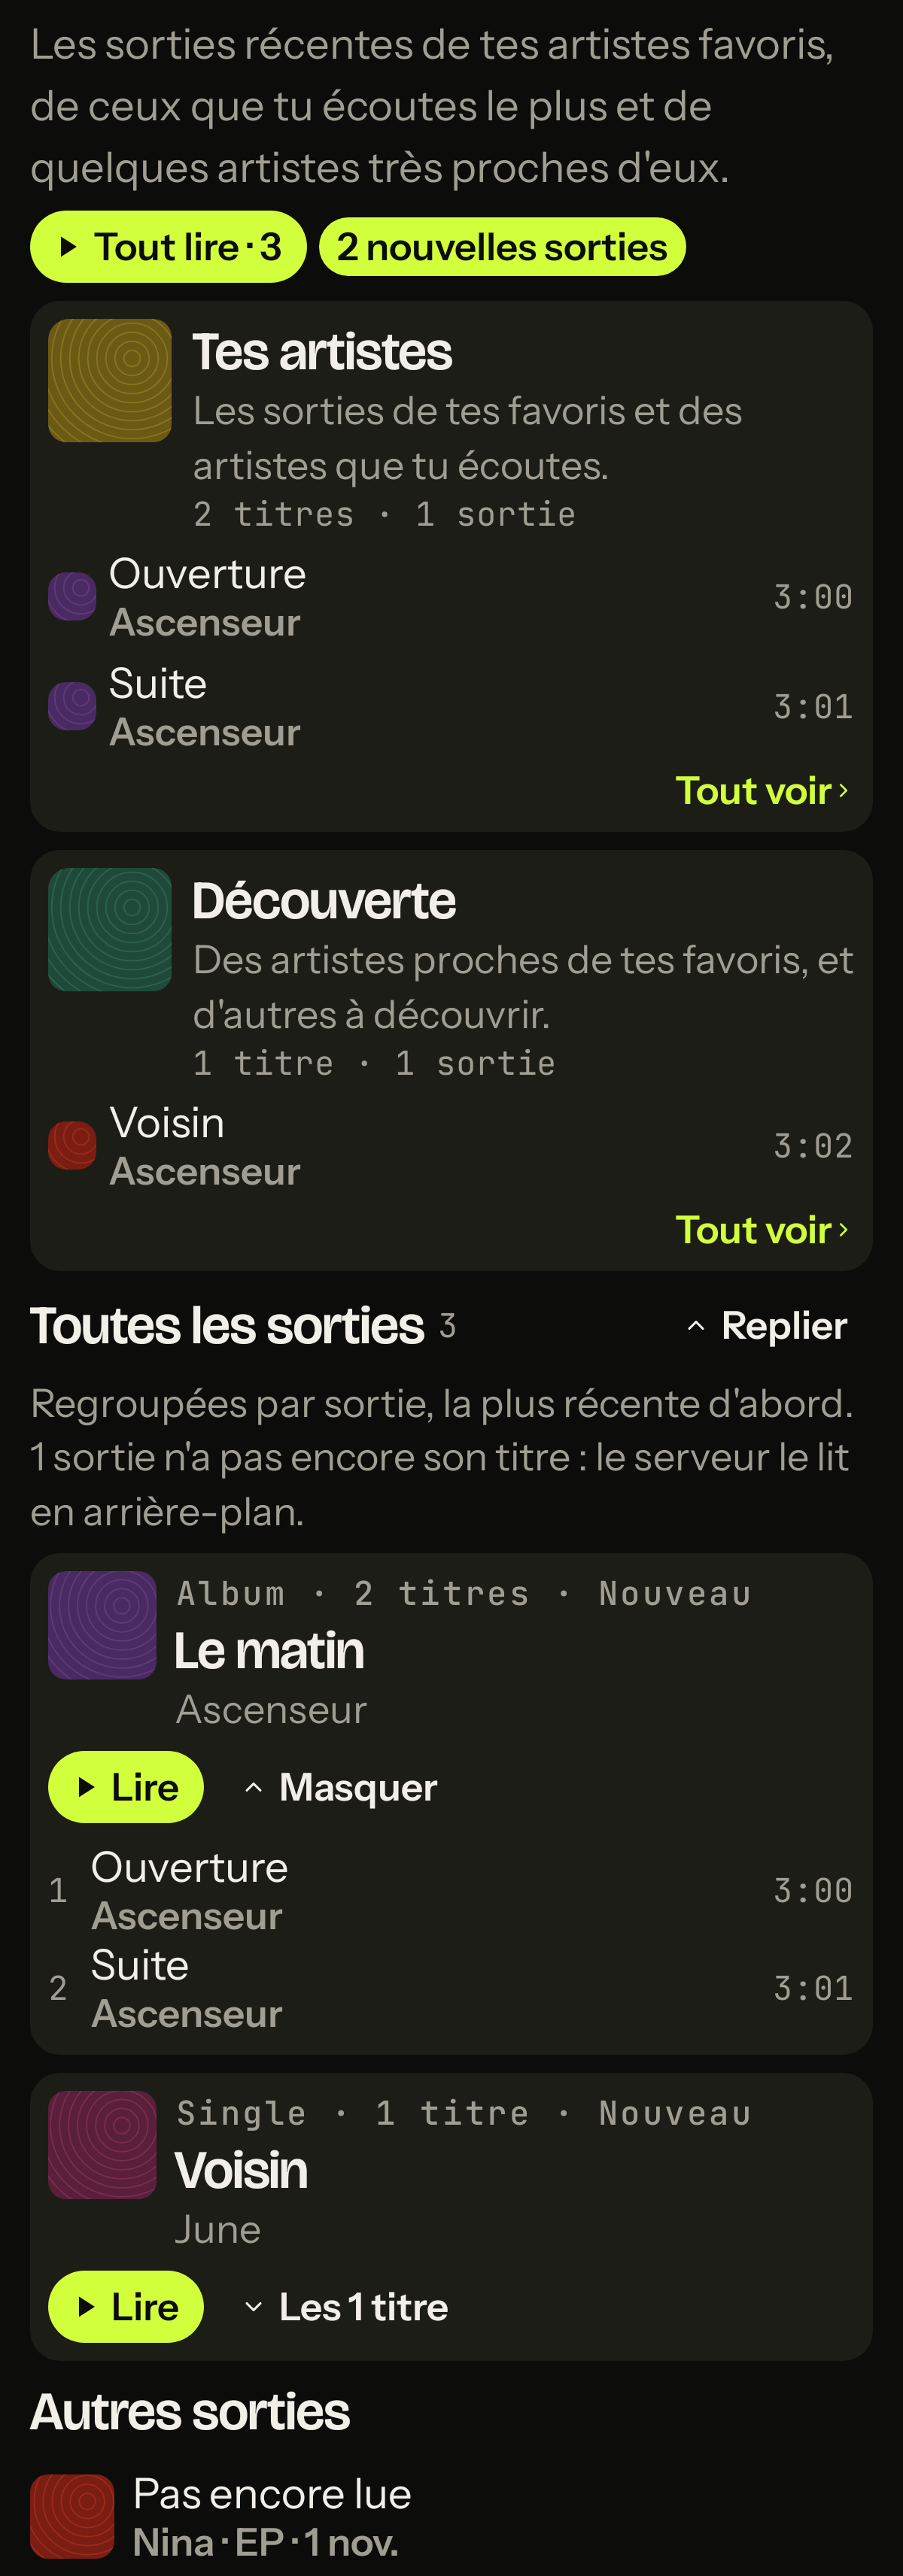 Les sorties récentes de tes artistes favoris,
de ceux que tu écoutes le plus et de
quelques artistes très proches d'eux.
Tout lire · 3
2 nouvelles sorties
Tes artistes
Les sorties de tes favoris et des
artistes que tu écoutes.
2 titres · 1 sortie
Ouverture
Ascenseur
3:00
Suite
Ascenseur
3:01
Tout voir
Découverte
Des artistes proches de tes favoris, et
d'autres à découvrir.
1 titre · 1 sortie
Voisin
Ascenseur
3:02
Tout voir
Toutes les sorties 3
Replier
Regroupées par sortie, la plus récente d'abord.
1 sortie n'a pas encore son titre : le serveur le lit
en arrière-plan.
Album · 2 titres · Nouveau
Le matin
Ascenseur
Lire
Masquer
1
Ouverture
Ascenseur
3:00
2
Suite
Ascenseur
3:01
Single · 1 titre · Nouveau
Voisin
June
Lire
Les 1 titre
Autres sorties
Pas encore lue
Nina · EP · 1 nov.